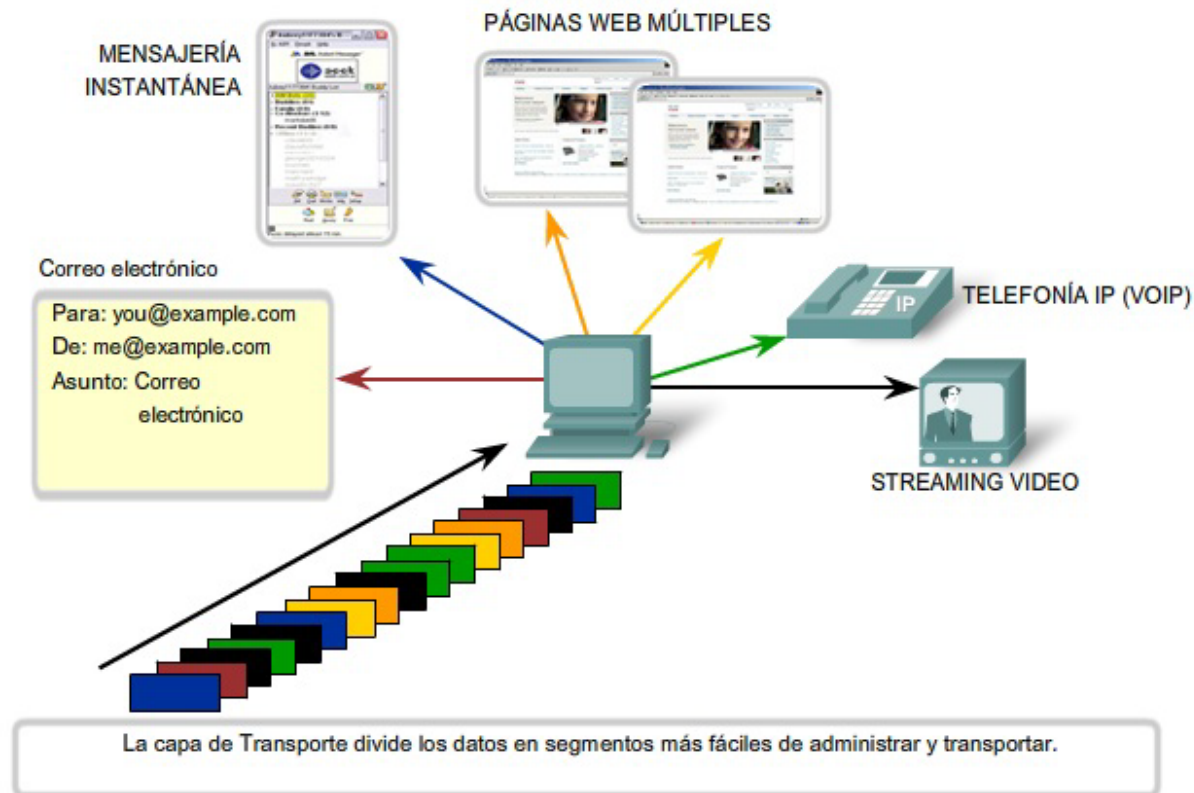 PÁGINAS WEB MÚLTIPLES
MENSAJERÍA
INSTANTÁNEA
Correo electrónico
Para: you@example.com
De: me@example.com
Asunto: Correo
electrónico
IP
TELEFONÍA IP (VOIP)
STREAMING VIDEO
La capa de Transporte divide los datos en segmentos más fáciles de administrar y transportar.